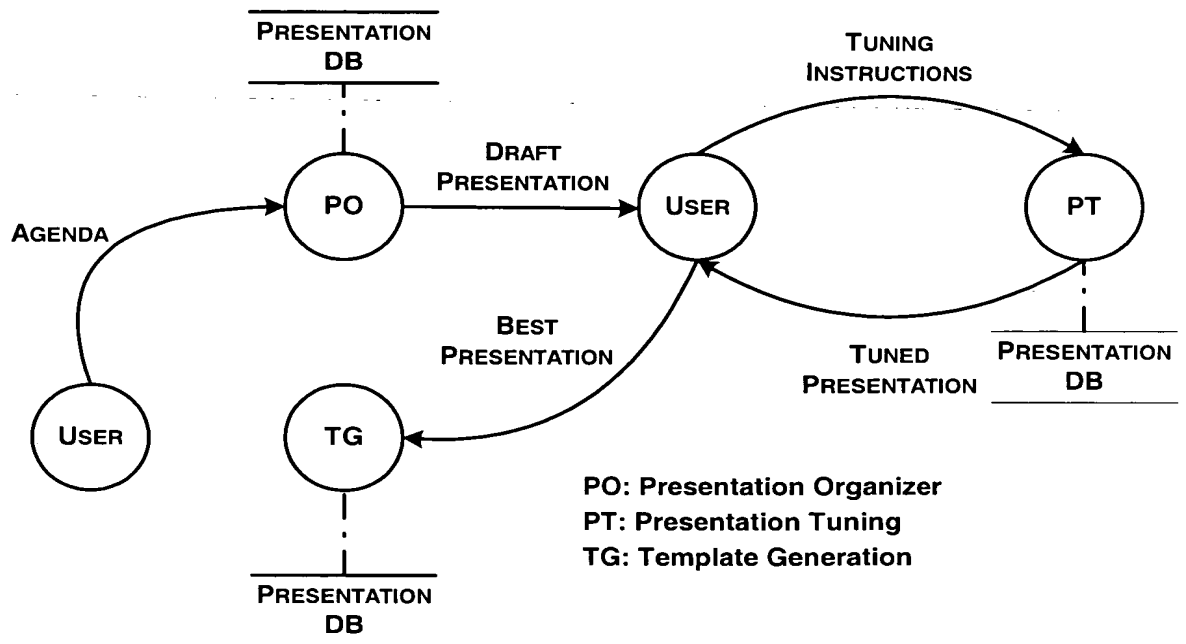 PRESENTATION
DB
TUNING
INSTRUCTIONS
DRAFT
PRESENTATION
PO
USER
PT
AGENDA
BEST
PRESENTATION
TUNED
PRESENTATION
PRESENTATION
DB
USER
TG
PO: Presentation Organizer
PT: Presentation Tuning
TG: Template Generation
PRESENTATION
DB